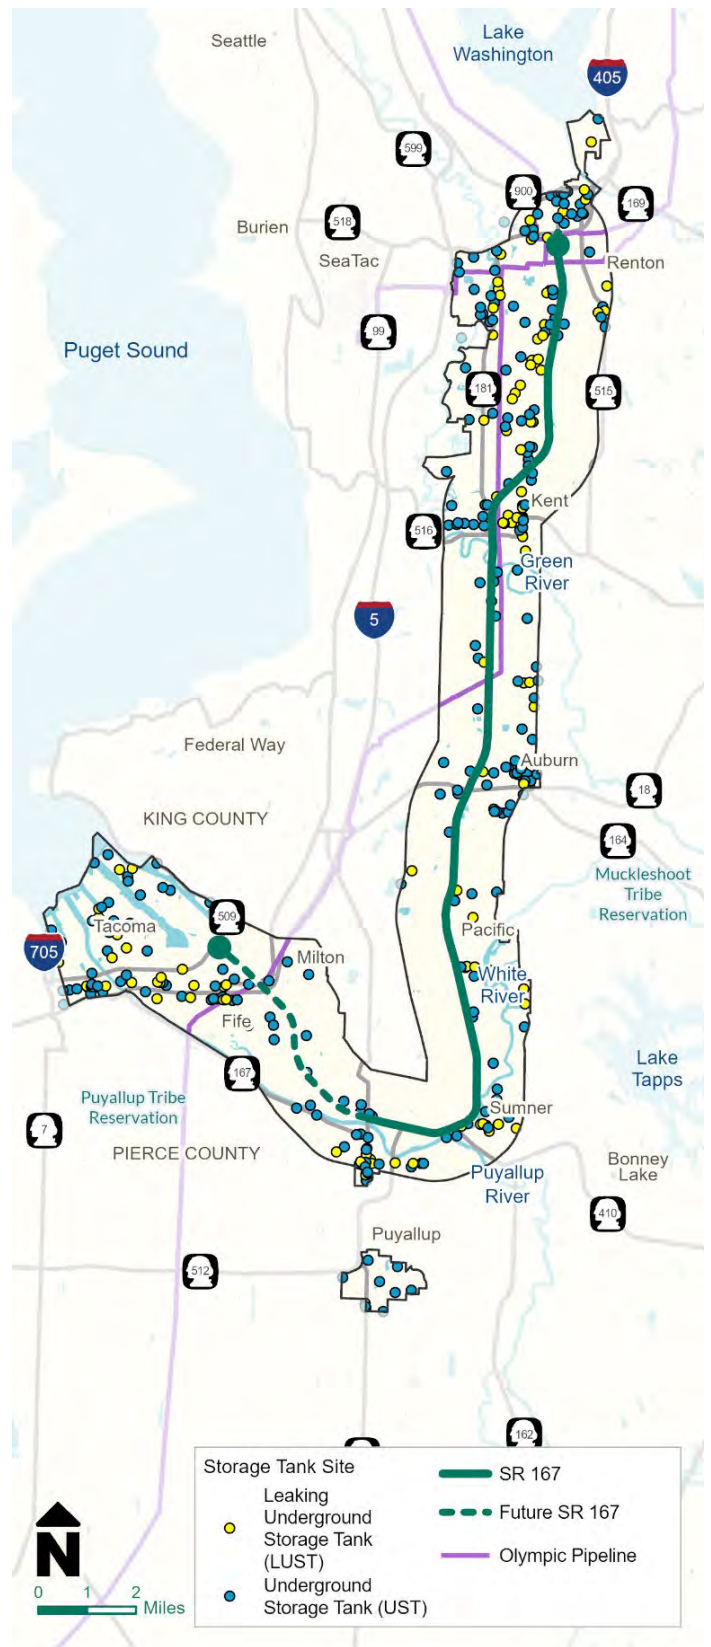 Seattle
Lake
Washington
405
599
900
169
Burien
518
SeaTac
Renton
99
Puget Sound
181
515
Kent
516
Green
River
5
Federal Way
Auburn
18
KING COUNTY
164
Muckleshoot
Tribe
Reservation
509
Tacoma
Pacific
705
Milton
White
River
Fife
Lake
Tapps
167
Puyallup Tribe
Reservation
Sumner
7
PIERCE COUNTY
Bonney
Lake
Puyallup
River
410
Puyallup
512
162
Storage Tank Site
Leaking
Underground
Storage Tank
(LUST)
Underground
Storage Tank (UST)
SR 167
Future SR 167
Olympic Pipeline
N
0 1 2
Miles